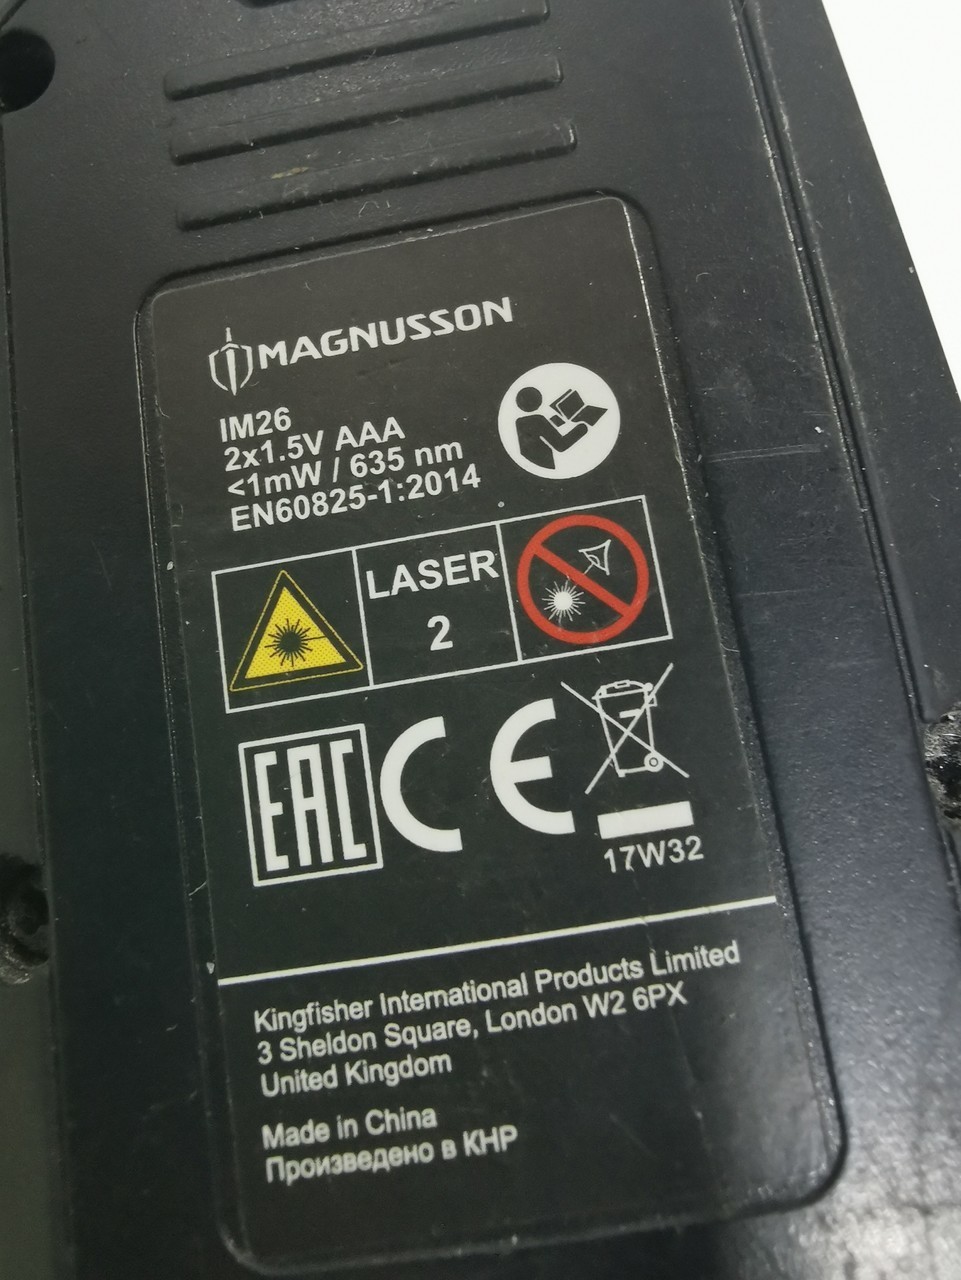 MAGNUSSON
IM26
2x1.5V AAA
<1mW / 635 nm
EN60825-1:2014
LASER
2
EAC CE
17W32
Kingfisher International Products Limited
3 Sheldon Square, London W2 6PX
United Kingdom
Made in China
Произведено в КНР